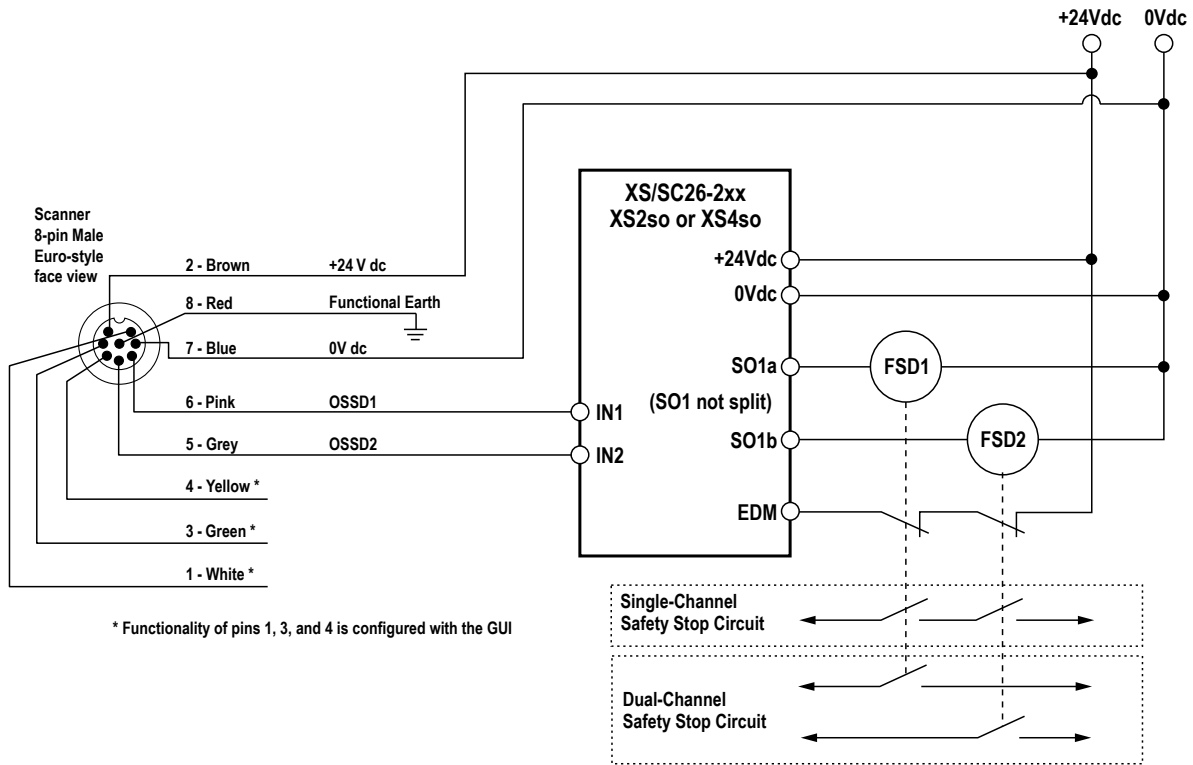 +24Vdc 0Vdc
XS/SC26-2xx
XS2so or XS4so
Scanner
8-pin Male
Euro-style
face view
2 - Brown +24 V dc
8 - Red Functional Earth
7 - Blue 0V dc
6 - Pink OSSD1
5 - Grey OSSD2
4 - Yellow *
3 - Green *
1 - White *
* Functionality of pins 1, 3, and 4 is configured with the GUI
+24Vdc
0Vdc
SO1a
FSD1
IN1
(SO1 not split)
SO1b
FSD2
IN2
EDM
Single-Channel
Safety Stop Circuit
Dual-Channel
Safety Stop Circuit